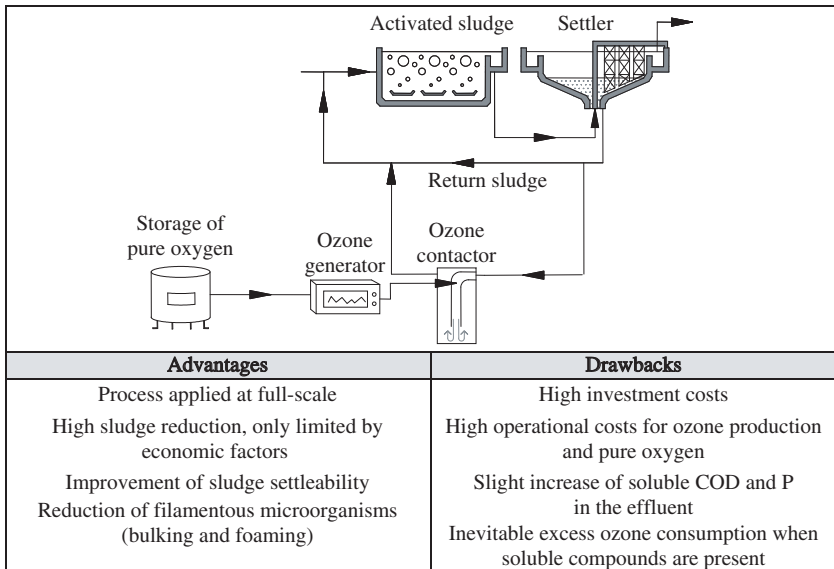 Activated sludge
Settler
Return sludge
Storage of
pure oxygen
Ozone
generator
Ozone
contactor
Advantages
Process applied at full-scale
High sludge reduction, only limited by
economic factors
Improvement of sludge settleability
Reduction of filamentous microorganisms
(bulking and foaming)
Drawbacks
High investment costs
High operational costs for ozone production
and pure oxygen
Slight increase of soluble COD and P
in the effluent
Inevitable excess ozone consumption when
soluble compounds are present